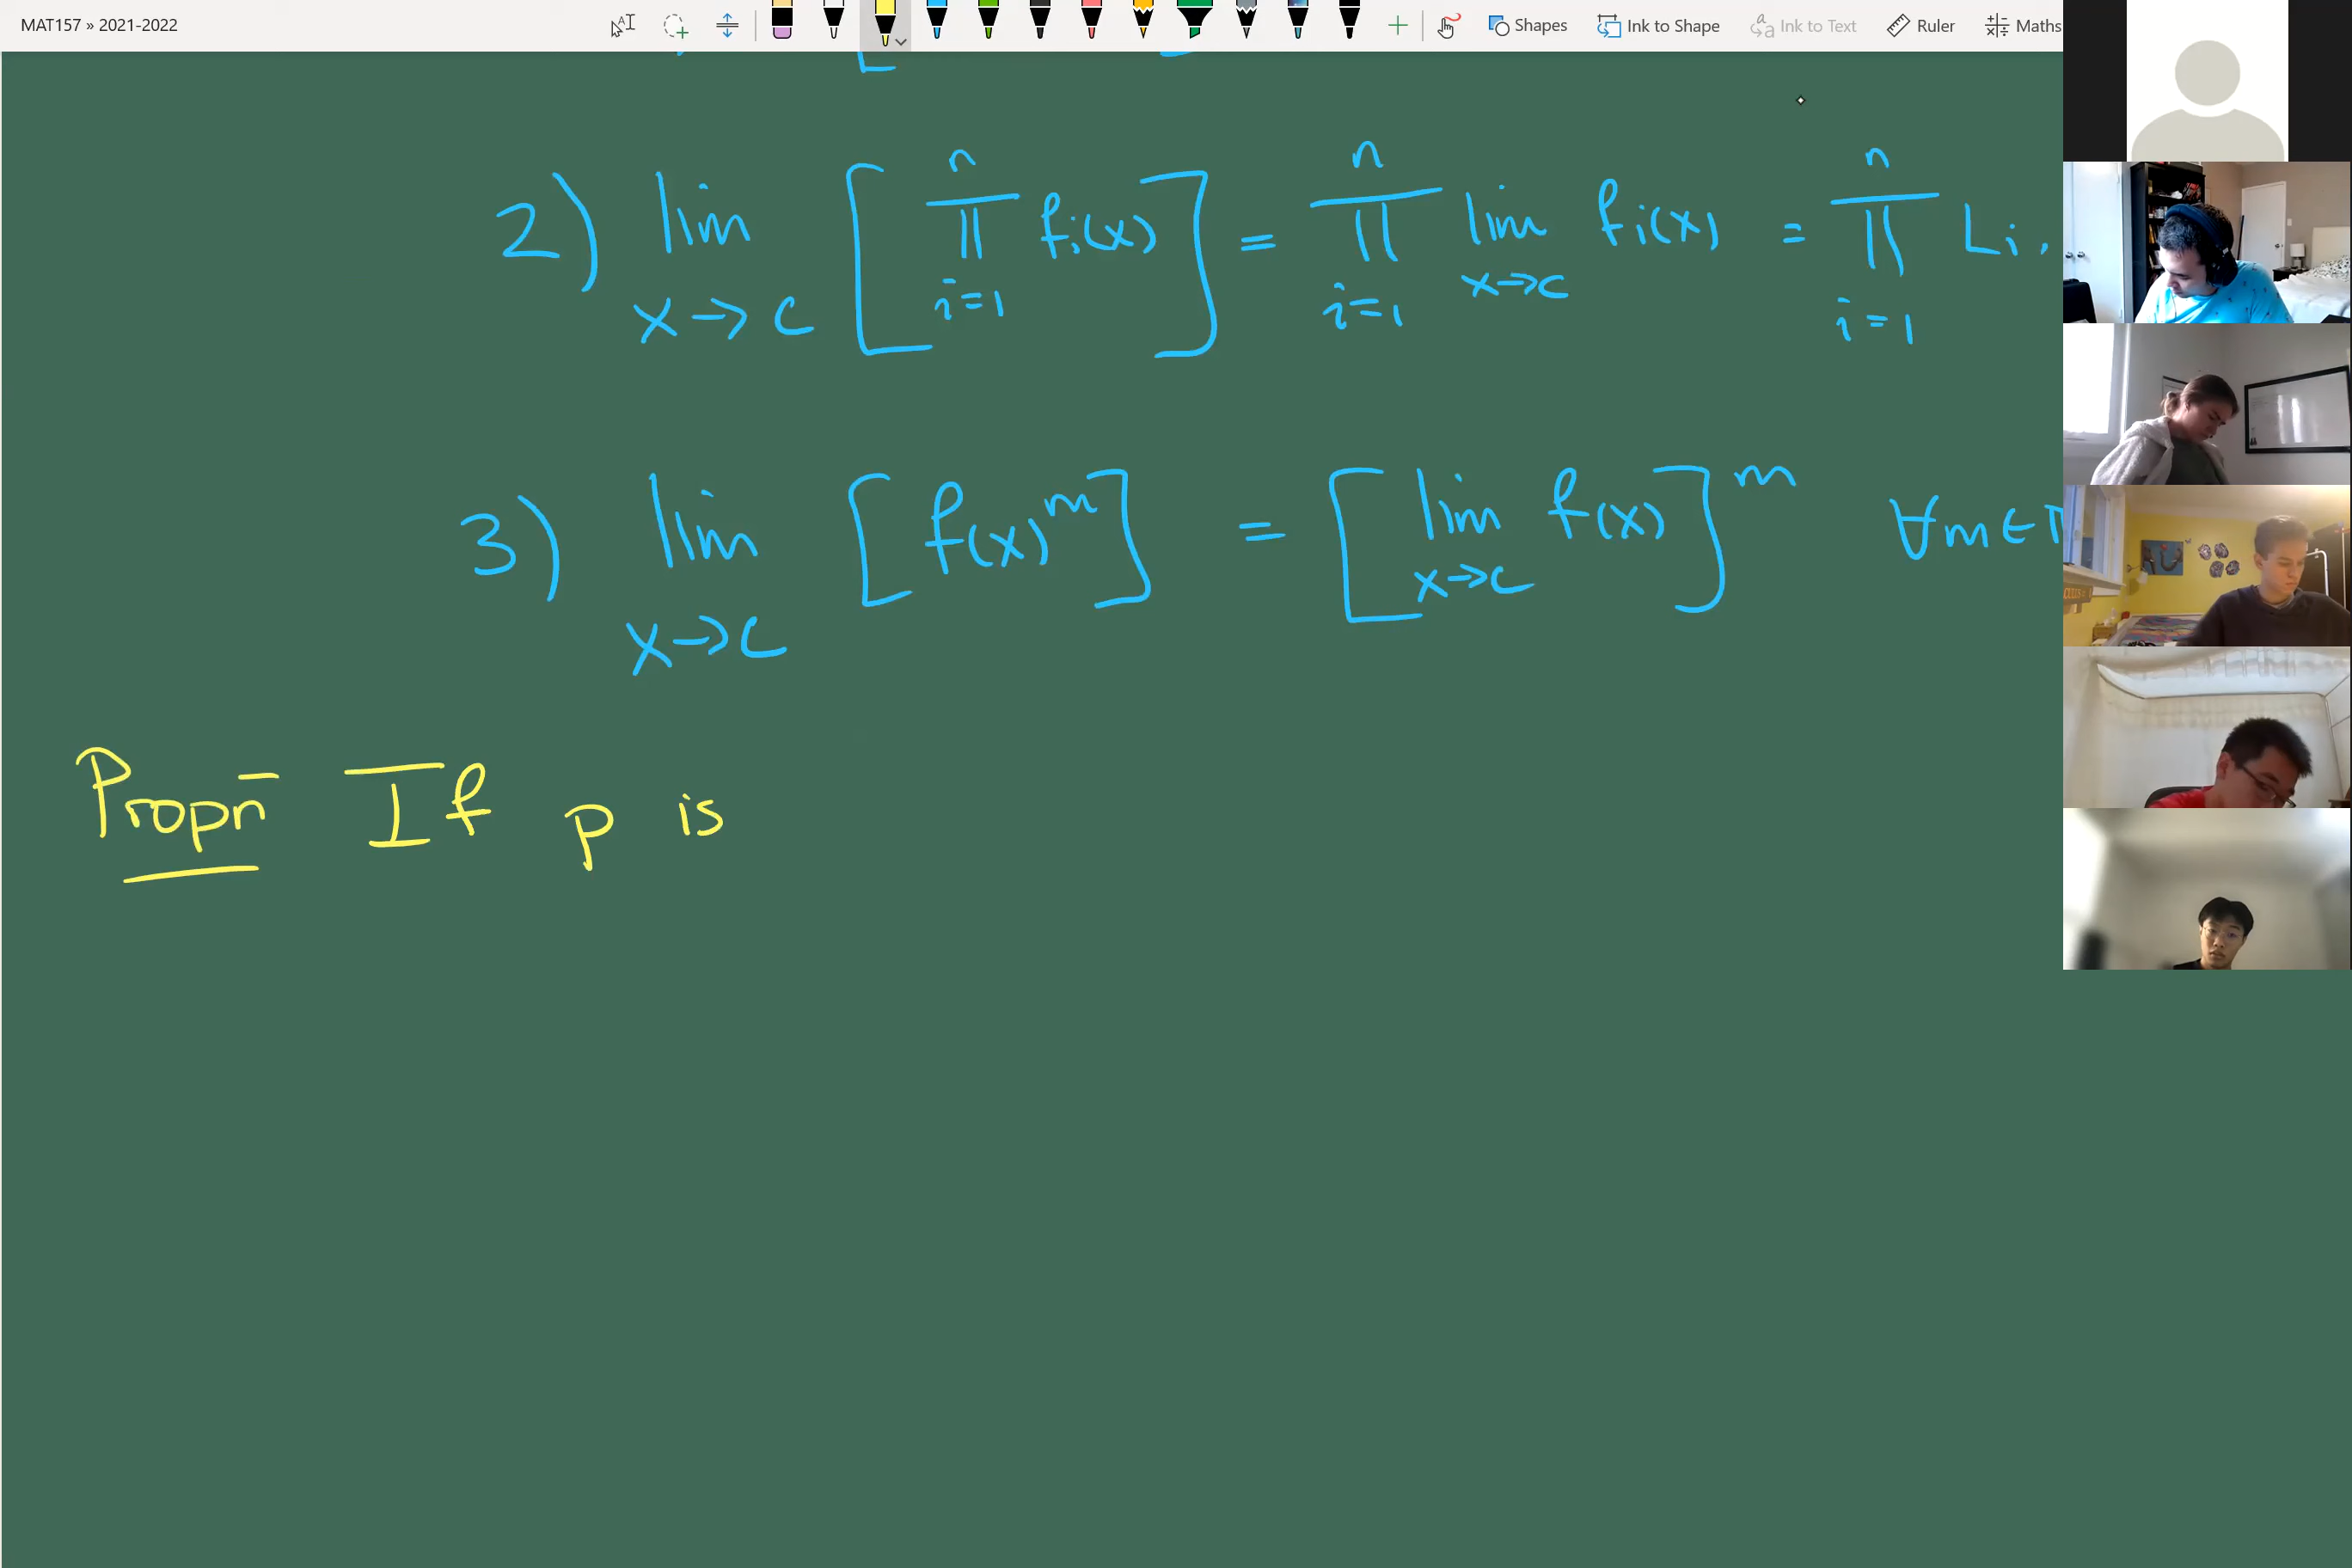 MAT157 » 2021-2022
Shapes Ink to Shape Ink to Text Ruler Maths
2) lim x→c [ n ∏ i=1 fi(x) ] = n ∏ i=1 lim x→c fi(x) = n ∏ i=1 Li.
3) lim x→c [ f(x)^m ] = [ lim x→c f(x) ]^m ∀m∈
Propn If p is